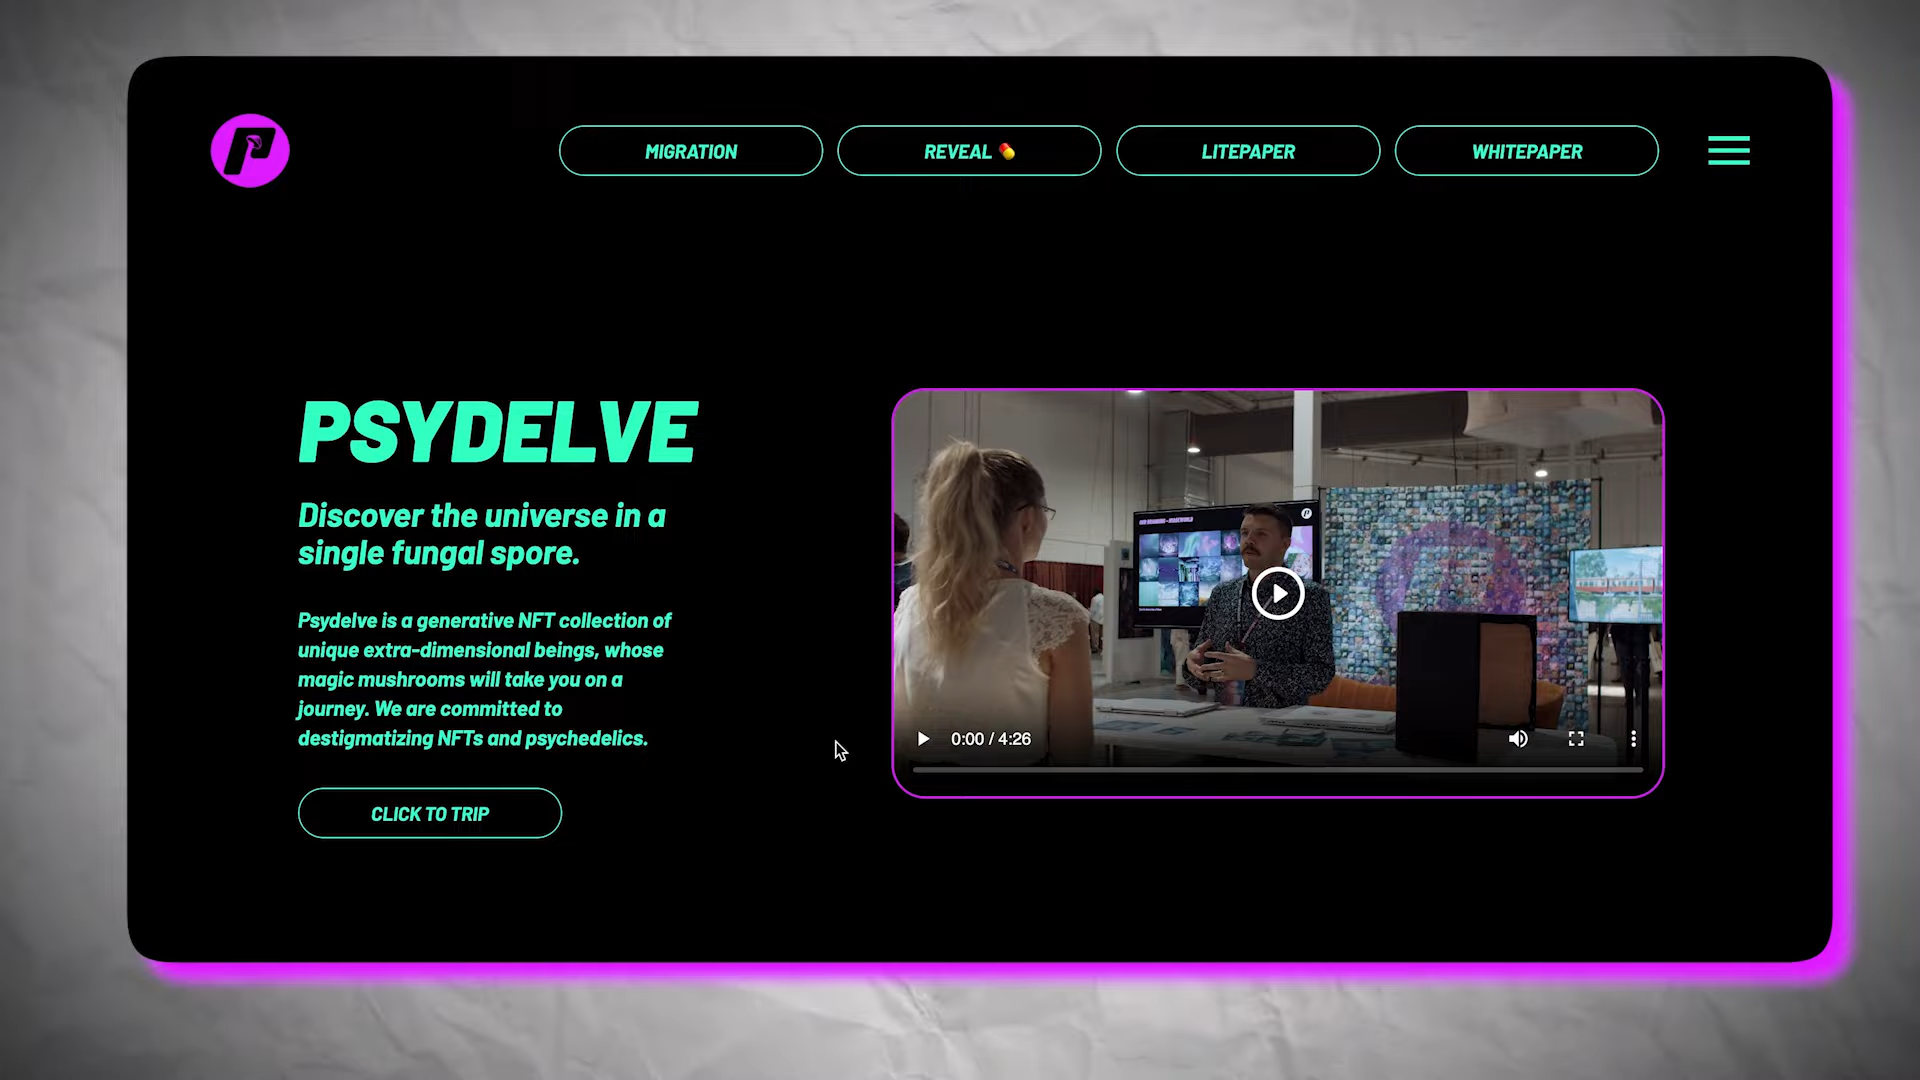 MIGRATION
REVEAL
LITEPAPER
WHITEPAPER
PSYDELVE
Discover the universe in a
single fungal spore.
Psydelve is a generative NFT collection of
unique extra-dimensional beings, whose
magic mushrooms will take you on a
journey. We are committed to
destigmatizing NFTs and psychedelics.
CLICK TO TRIP
0:00 / 4:26